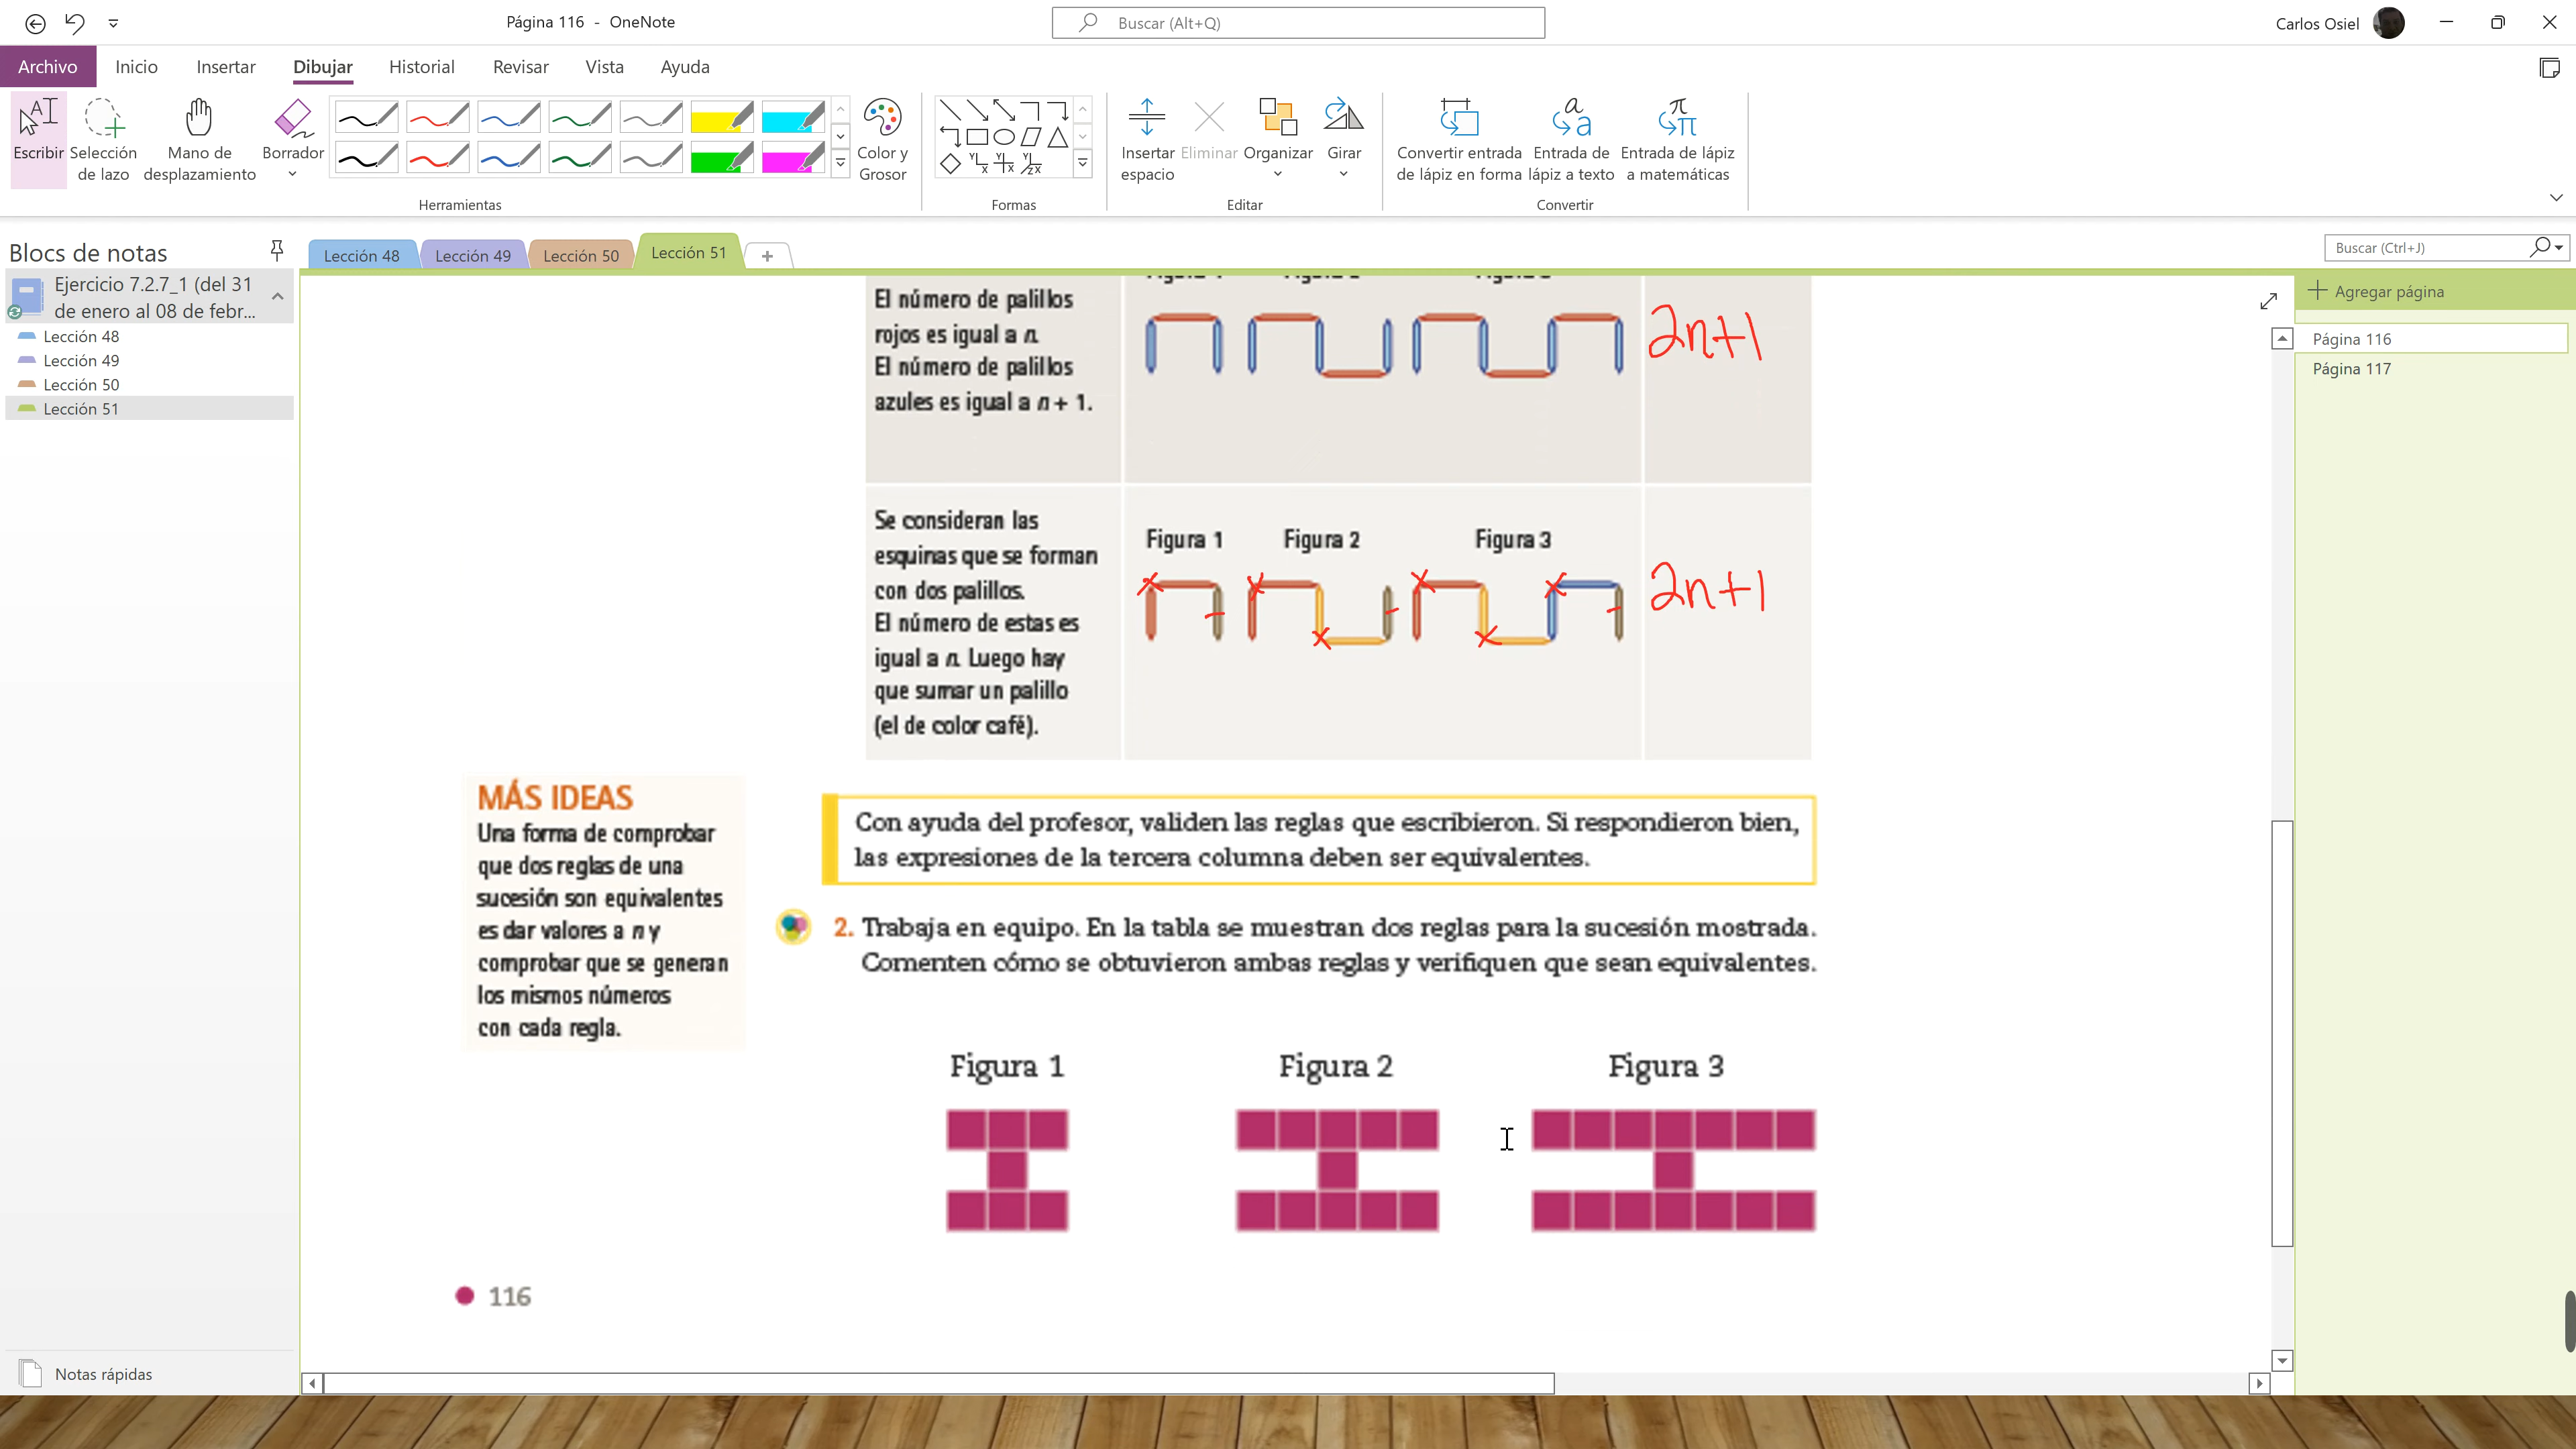 Página 116 - OneNote
Buscar (Alt+Q)
Carlos Osiel
Archivo
Inicio
Insertar
Dibujar
Historial
Revisar
Vista
Ayuda
Escribir
Selección de lazo
Mano de desplazamiento
Borrador
Color y Grosor
Herramientas
Formas
Insertar espacio
Eliminar
Organizar
Girar
Editar
Convertir entrada de lápiz en forma
Entrada de lápiz a texto
Entrada de lápiz a matemáticas
Convertir
Blocs de notas
Ejercicio 7.2.7_1 (del 31
de enero al 08 de febr...
Lección 48
Lección 49
Lección 50
Lección 51
Notas rápidas
Lección 48
Lección 49
Lección 50
Lección 51
Buscar (Ctrl+J)
Agregar página
Página 116
Página 117
El número de palillos
rojos es igual a n.
El número de palillos
azules es igual a n + 1.
2n+1
Se consideran las
esquinas que se forman
con dos palillos.
El número de estas es
igual a n. Luego hay
que sumar un palillo
(el de color café).
Figura 1
Figura 2
Figura 3
2n+1
MÁS IDEAS
Una forma de comprobar
que dos reglas de una
sucesión son equivalentes
es dar valores a n y
comprobar que se generan
los mismos números
con cada regla.
Con ayuda del profesor, validen las reglas que escribieron. Si respondieron bien,
las expresiones de la tercera columna deben ser equivalentes.
2. Trabaja en equipo. En la tabla se muestran dos reglas para la sucesión mostrada.
Comenten cómo se obtuvieron ambas reglas y verifiquen que sean equivalentes.
Figura 1
Figura 2
Figura 3
116